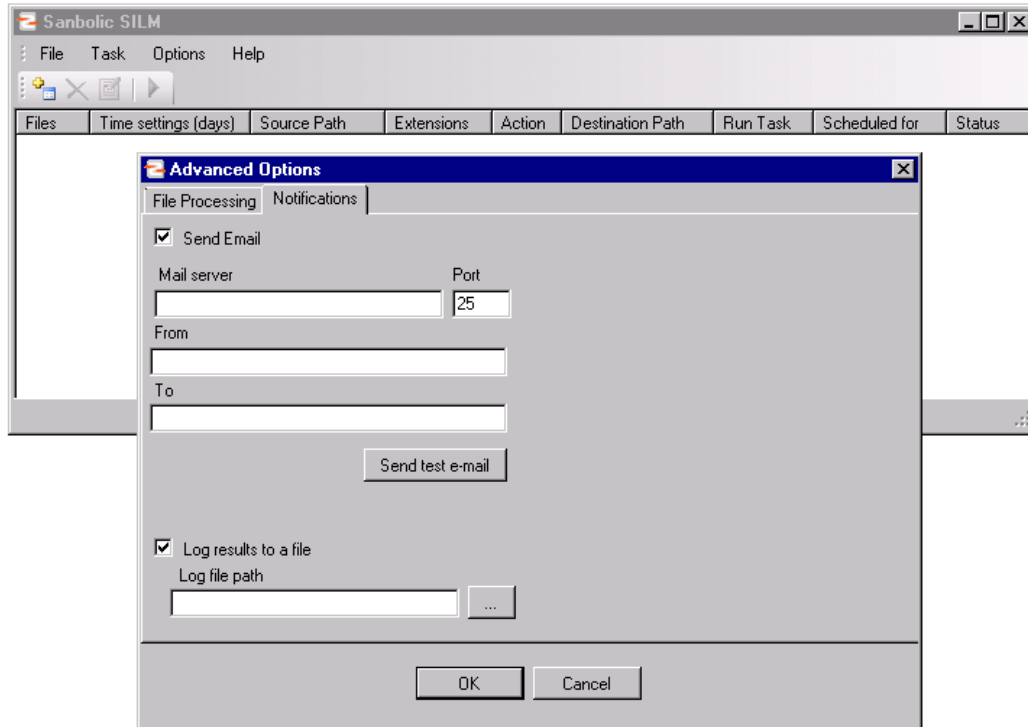 Sanbolic SILM
File Task Options Help
Files Time settings (days) Source Path Extensions Action Destination Path Run Task Scheduled for Status
Advanced Options
File Processing Notifications
Send Email
Mail server Port
25
From
To
Send test e-mail
Log results to a file
Log file path
...
OK Cancel